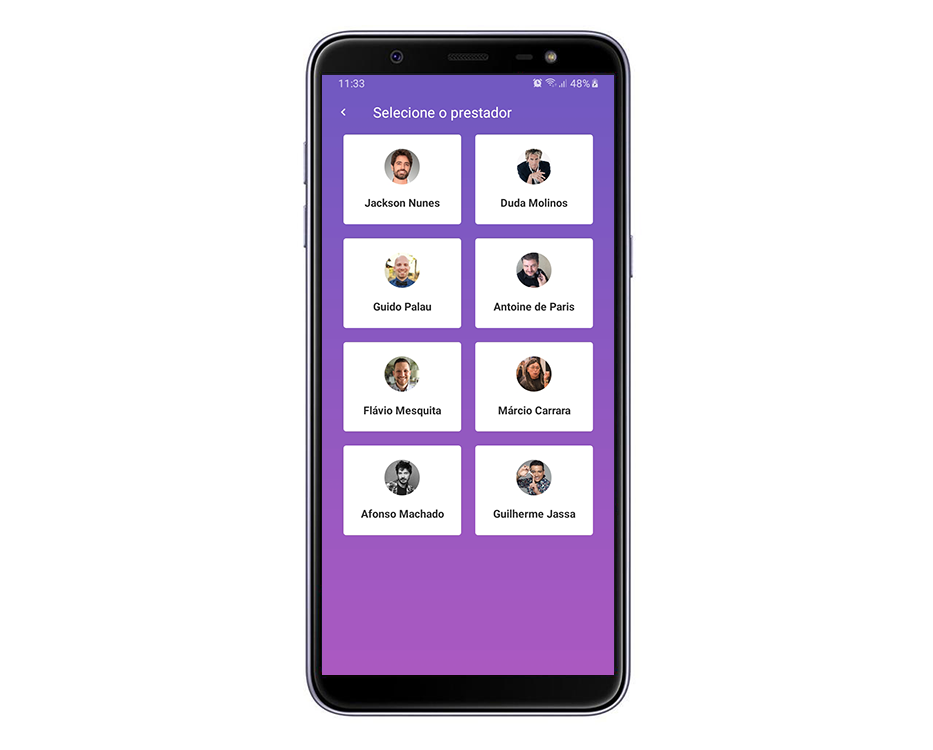 11:33 48%
Selecione o prestador
Jackson Nunes Duda Molinos
Guido Palau Antoine de Paris
Flávio Mesquita Márcio Carrara
Afonso Machado Guilherme Jassa